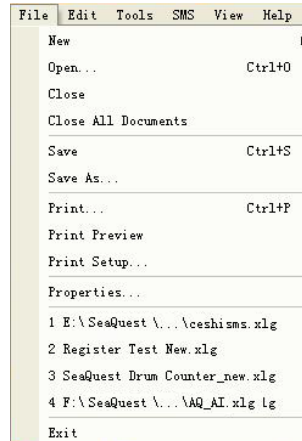 File Edit Tools SMS View Help
New
Open... Ctrl+O
Close
Close All Documents
Save Ctrl+S
Save As...
Print... Ctrl+P
Print Preview
Print Setup...
Properties...
1 E:\SeaQuest\...\ceshisms.xlg
2 Register Test New.xlg
3 SeaQuest Drum Counter_new.xlg
4 F:\SeaQuest\...\AQ_AI.xlg lg
Exit